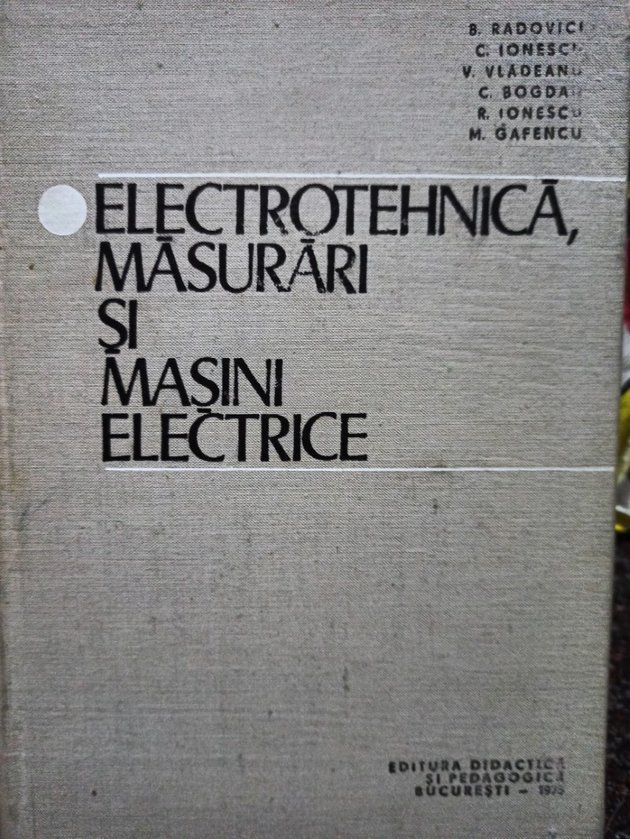 B. RADOVICI
C. IONESCU
V. VLĂDEANU
C. BOGDAN
R. IONESCU
M. GAFENCU
ELECTROTEHNICĂ,
MĂSURĂRI
ȘI
MAȘINI
ELECTRICE
EDITURA DIDACTICĂ
ȘI PEDAGOGICĂ
BUCUREȘTI –